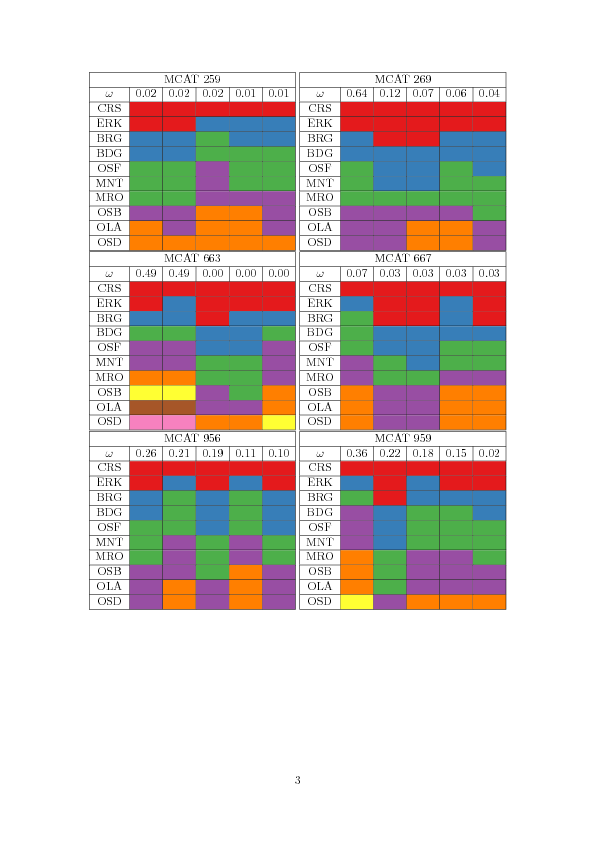 MCAT 259
ω 0.02 0.02 0.02 0.01 0.01
CRS
ERK
BRG
BDG
OSF
MNT
MRO
OSB
OLA
OSD
MCAT 269
ω 0.64 0.12 0.07 0.06 0.04
CRS
ERK
BRG
BDG
OSF
MNT
MRO
OSB
OLA
OSD
MCAT 663
ω 0.49 0.49 0.00 0.00 0.00
CRS
ERK
BRG
BDG
OSF
MNT
MRO
OSB
OLA
OSD
MCAT 667
ω 0.07 0.03 0.03 0.03 0.03
CRS
ERK
BRG
BDG
OSF
MNT
MRO
OSB
OLA
OSD
MCAT 956
ω 0.26 0.21 0.19 0.11 0.10
CRS
ERK
BRG
BDG
OSF
MNT
MRO
OSB
OLA
OSD
MCAT 959
ω 0.36 0.22 0.18 0.15 0.02
CRS
ERK
BRG
BDG
OSF
MNT
MRO
OSB
OLA
OSD
3